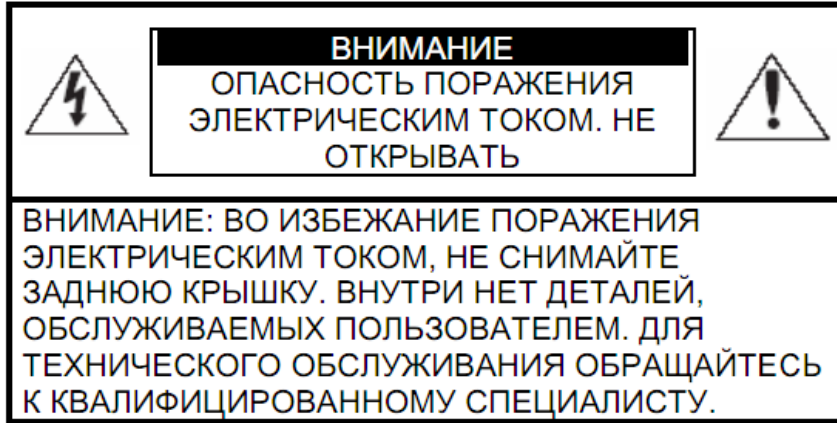 ВНИМАНИЕ
ОПАСНОСТЬ ПОРАЖЕНИЯ
ЭЛЕКТРИЧЕСКИМ ТОКОМ. НЕ
ОТКРЫВАТЬ
ВНИМАНИЕ: ВО ИЗБЕЖАНИЕ ПОРАЖЕНИЯ
ЭЛЕКТРИЧЕСКИМ ТОКОМ, НЕ СНИМАЙТЕ
ЗАДНЮЮ КРЫШКУ. ВНУТРИ НЕТ ДЕТАЛЕЙ,
ОБСЛУЖИВАЕМЫХ ПОЛЬЗОВАТЕЛЕМ. ДЛЯ
ТЕХНИЧЕСКОГО ОБСЛУЖИВАНИЯ ОБРАЩАЙТЕСЬ
К КВАЛИФИЦИРОВАННОМУ СПЕЦИАЛИСТУ.